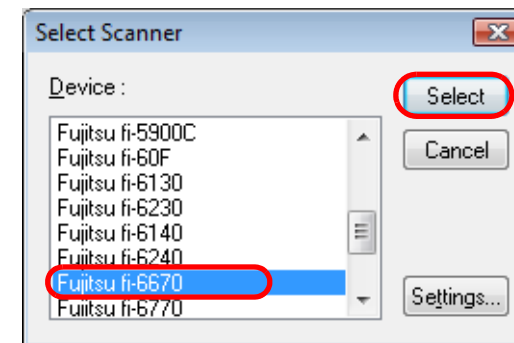 Select Scanner
Device :
Select
Fujitsu fi-5900C
Fujitsu fi-60F
Cancel
Fujitsu fi-6130
Fujitsu fi-6230
Fujitsu fi-6140
Fujitsu fi-6240
Fujitsu fi-6670
Fujitsu fi-6770
Settings...